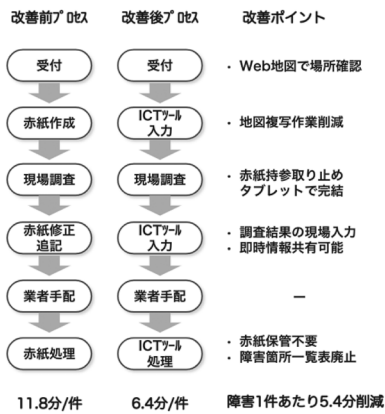 改善前ﾌﾟﾛｾｽ 改善後ﾌﾟﾛｾｽ 改善ポイント
受付 受付 ・ Web地図で場所確認
赤紙作成 ICTﾂｰﾙ
入力 ・ 地図複写作業削減
現場調査 現場調査 ・ 赤紙持参取り止め
タブレットで完結
赤紙修正
追記 ICTﾂｰﾙ
入力 ・ 調査結果の現場入力
・ 即時情報共有可能
業者手配 業者手配 ー
赤紙処理 ICTﾂｰﾙ
処理 ・ 赤紙保管不要
・ 障害箇所一覧表廃止
11.8分/件 6.4分/件 障害1件あたり5.4分削減